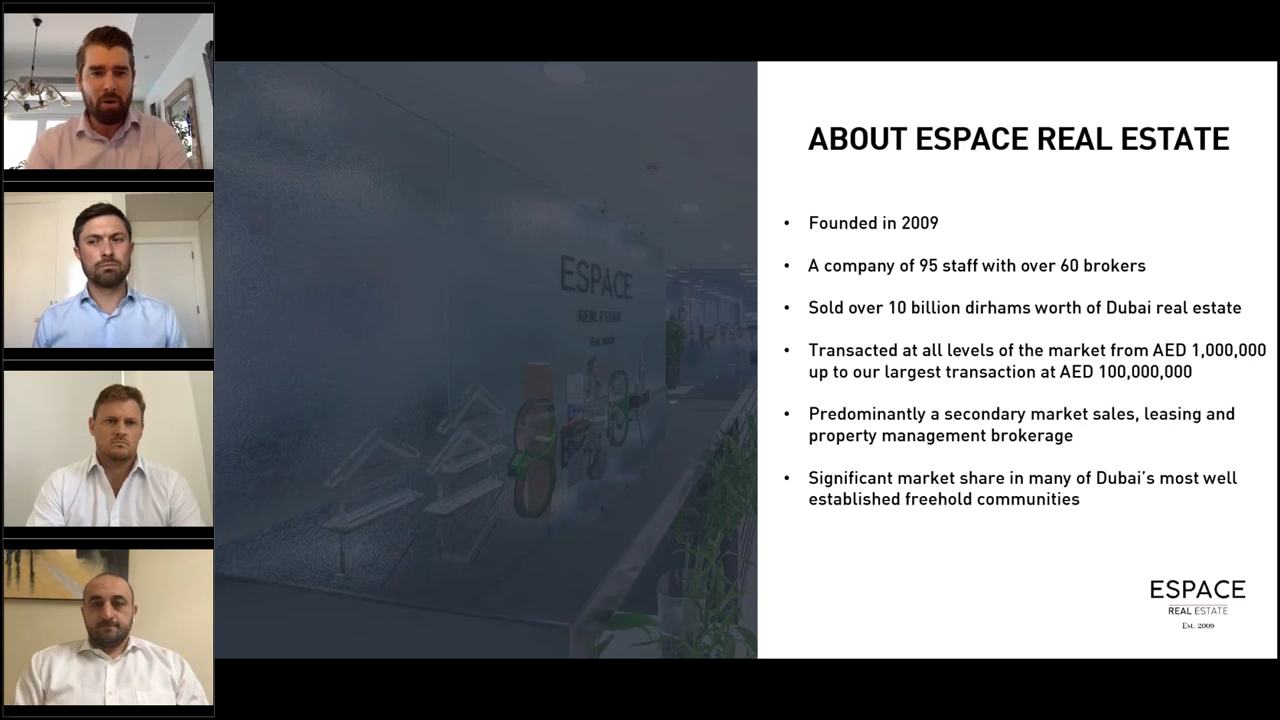 ESPACE
REAL ESTATE
ABOUT ESPACE REAL ESTATE
• Founded in 2009
• A company of 95 staff with over 60 brokers
• Sold over 10 billion dirhams worth of Dubai real estate
• Transacted at all levels of the market from AED 1,000,000
up to our largest transaction at AED 100,000,000
• Predominantly a secondary market sales, leasing and
property management brokerage
• Significant market share in many of Dubai's most well
established freehold communities
ESPACE
REAL ESTATE
Est. 2009